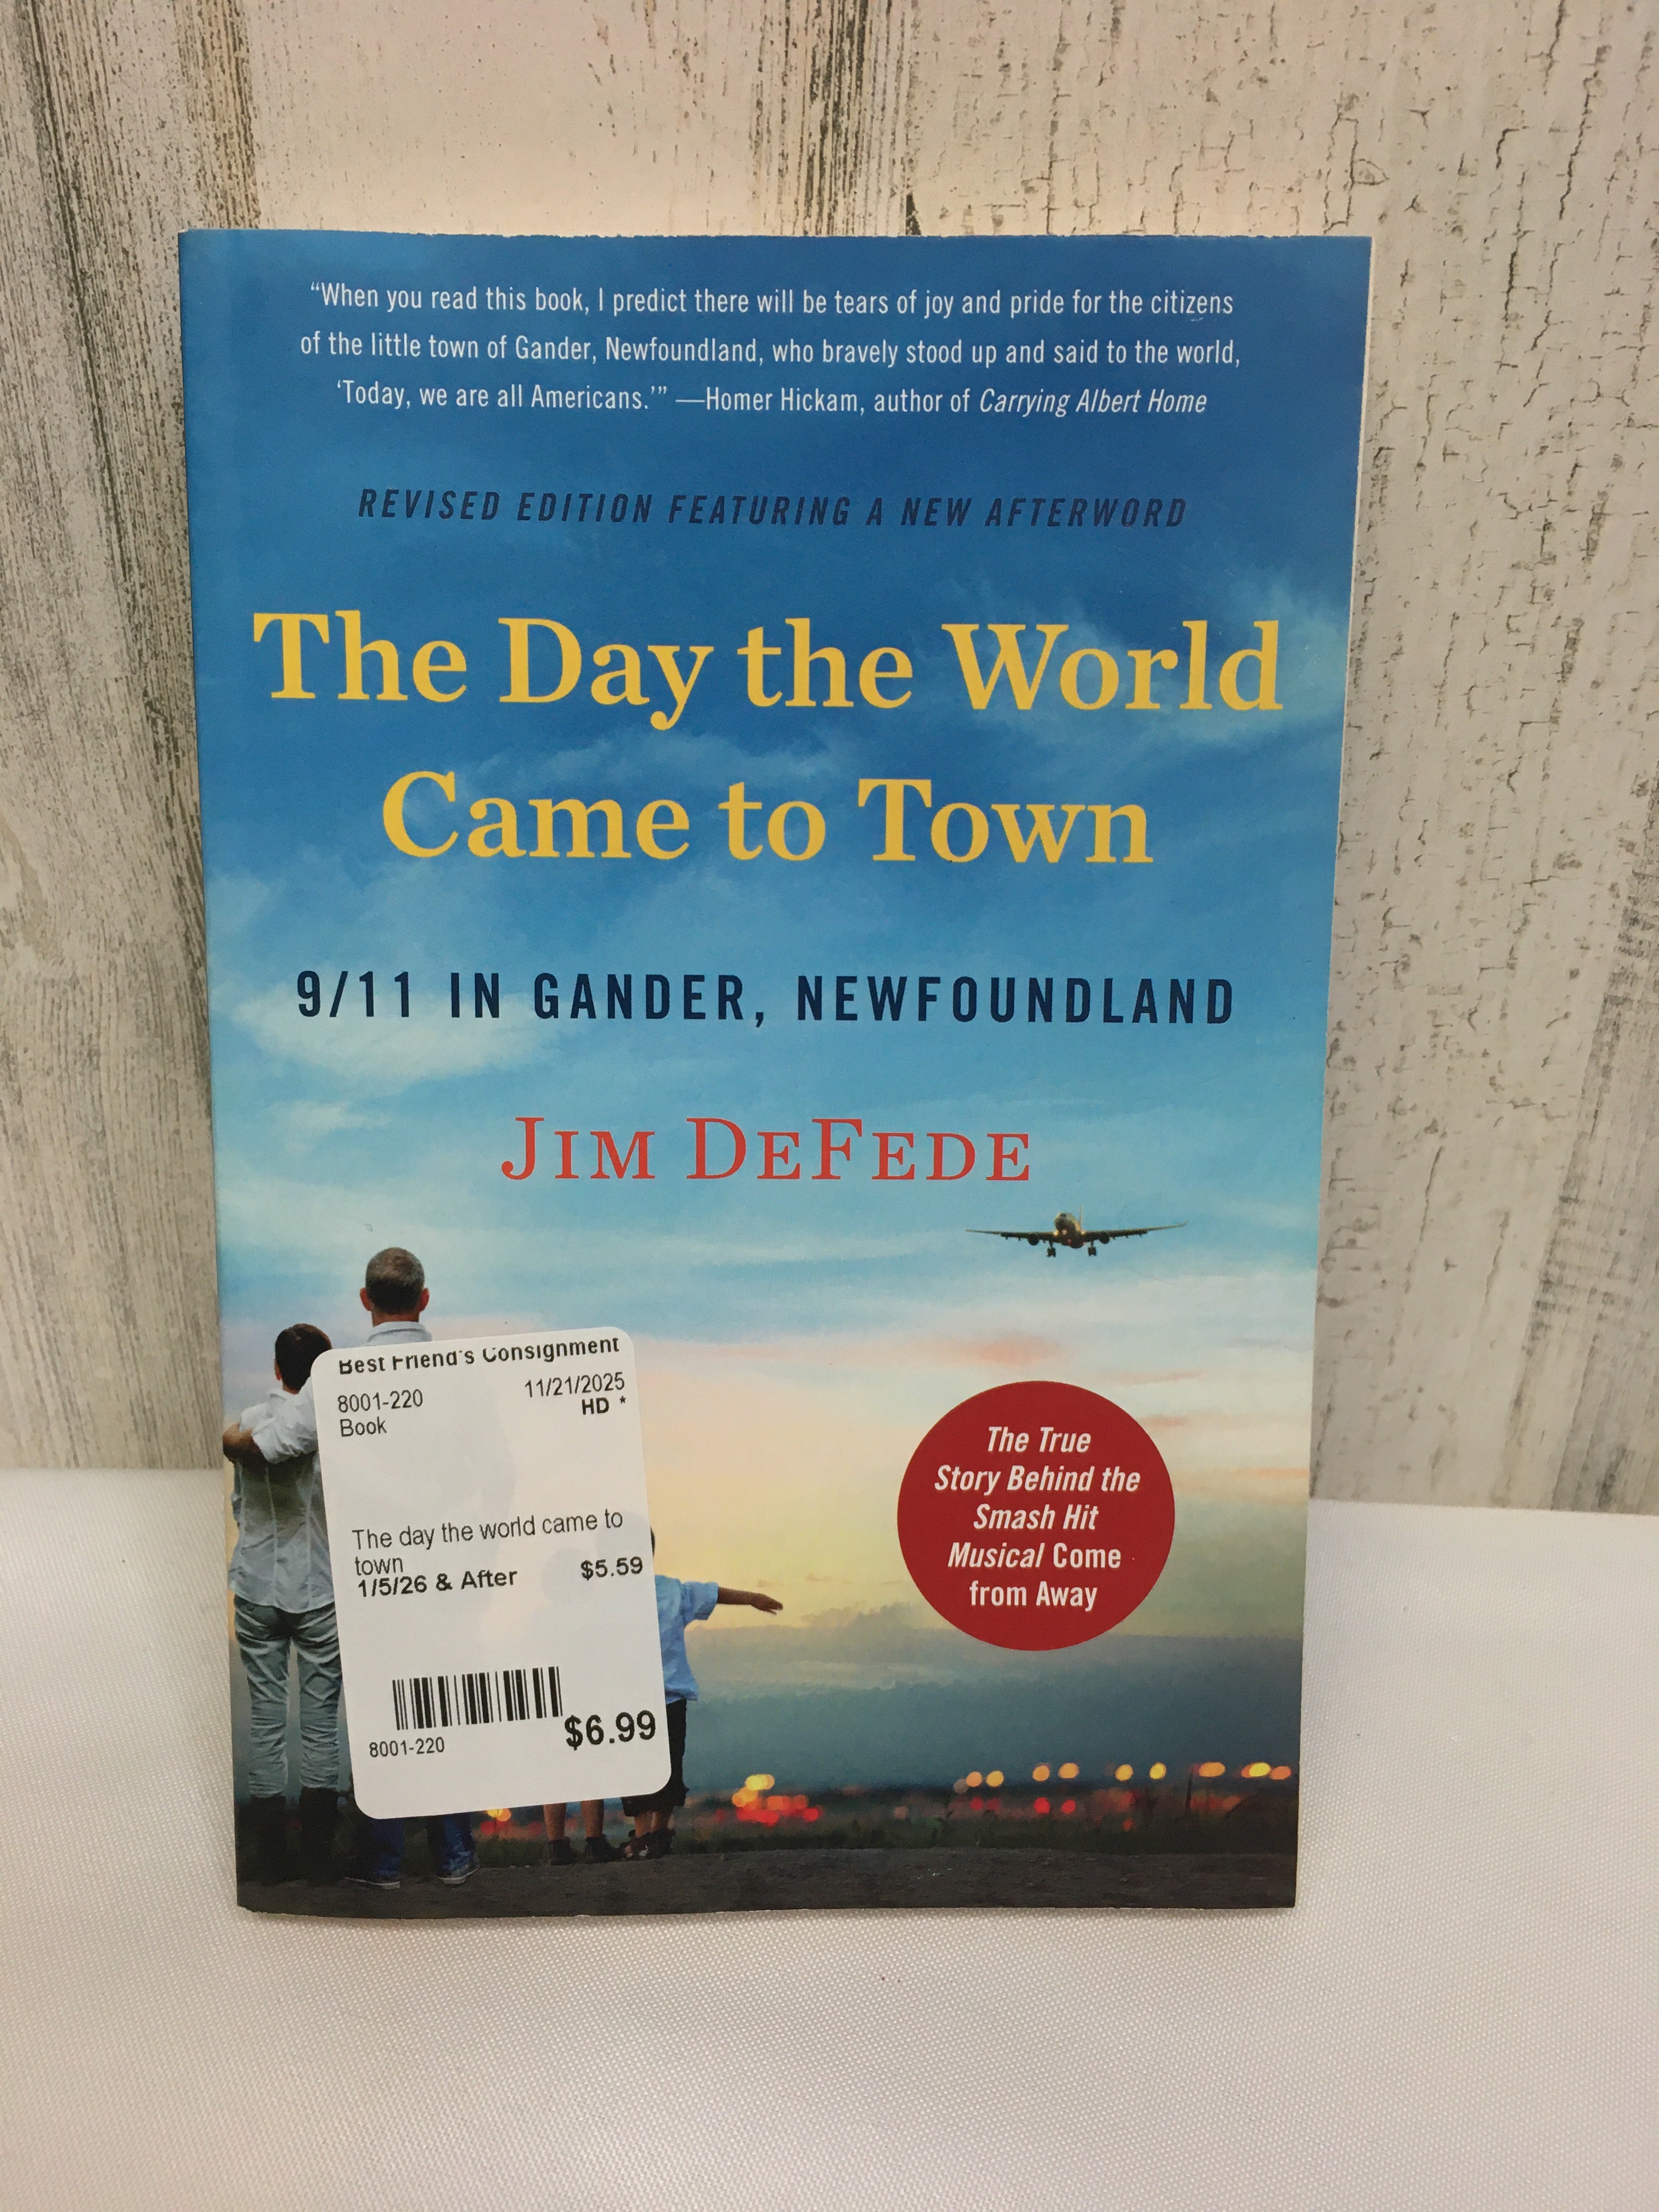 “When you read this book, I predict there will be tears of joy and pride for the citizens
of the little town of Gander, Newfoundland, who bravely stood up and said to the world,
‘Today, we are all Americans.’” —Homer Hickam, author of Carrying Albert Home
REVISED EDITION FEATURING A NEW AFTERWORD
The Day the World
Came to Town
9/11 IN GANDER, NEWFOUNDLAND
JIM DEFEDE
The True
Story Behind the
Smash Hit
Musical Come
from Away
Best Friend's Consignment
8001-220 11/21/2025
HD *
Book
The day the world came to
town
1/5/26 & After $5.59
$6.99
8001-220